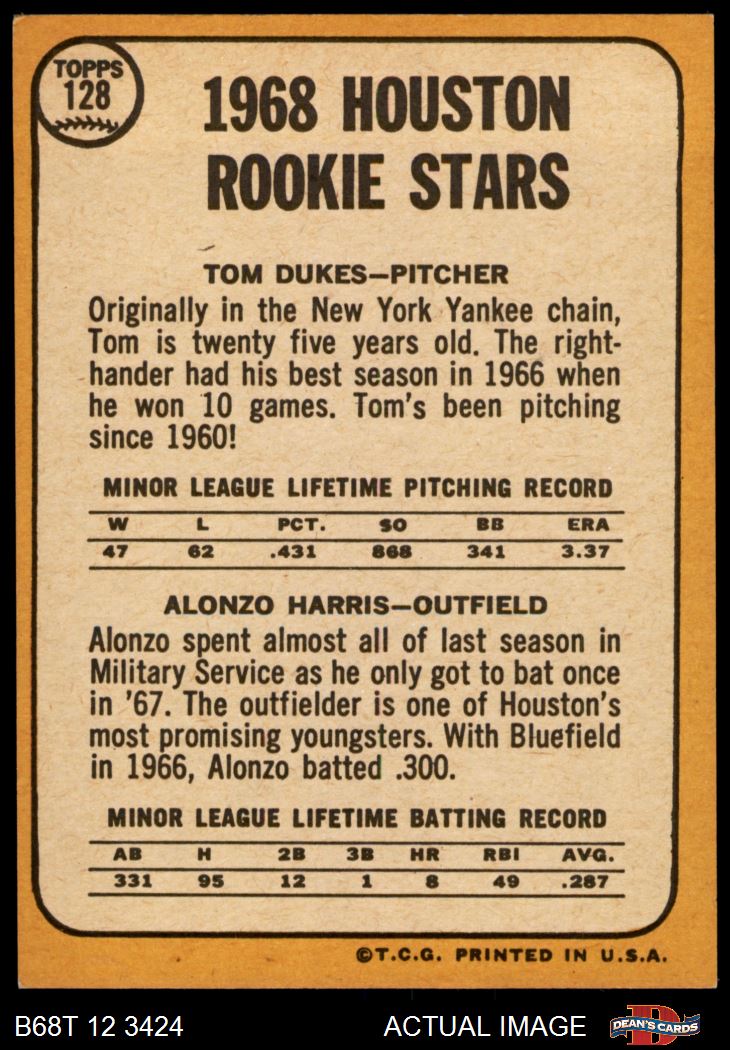 TOPPS
128
1968 HOUSTON
ROOKIE STARS
TOM DUKES—PITCHER
Originally in the New York Yankee chain,
Tom is twenty five years old. The right-
hander had his best season in 1966 when
he won 10 games. Tom's been pitching
since 1960!
MINOR LEAGUE LIFETIME PITCHING RECORD
W L PCT. SO BB ERA
47 62 .431 868 341 3.37
ALONZO HARRIS—OUTFIELD
Alonzo spent almost all of last season in
Military Service as he only got to bat once
in '67. The outfielder is one of Houston's
most promising youngsters. With Bluefield
in 1966, Alonzo batted .300.
MINOR LEAGUE LIFETIME BATTING RECORD
AB H 2B 3B HR RBI AVG.
331 95 12 1 8 49 .287
©T.C.G. PRINTED IN U.S.A.
B68T 12 3424 ACTUAL IMAGE
DEAN'S CARDS